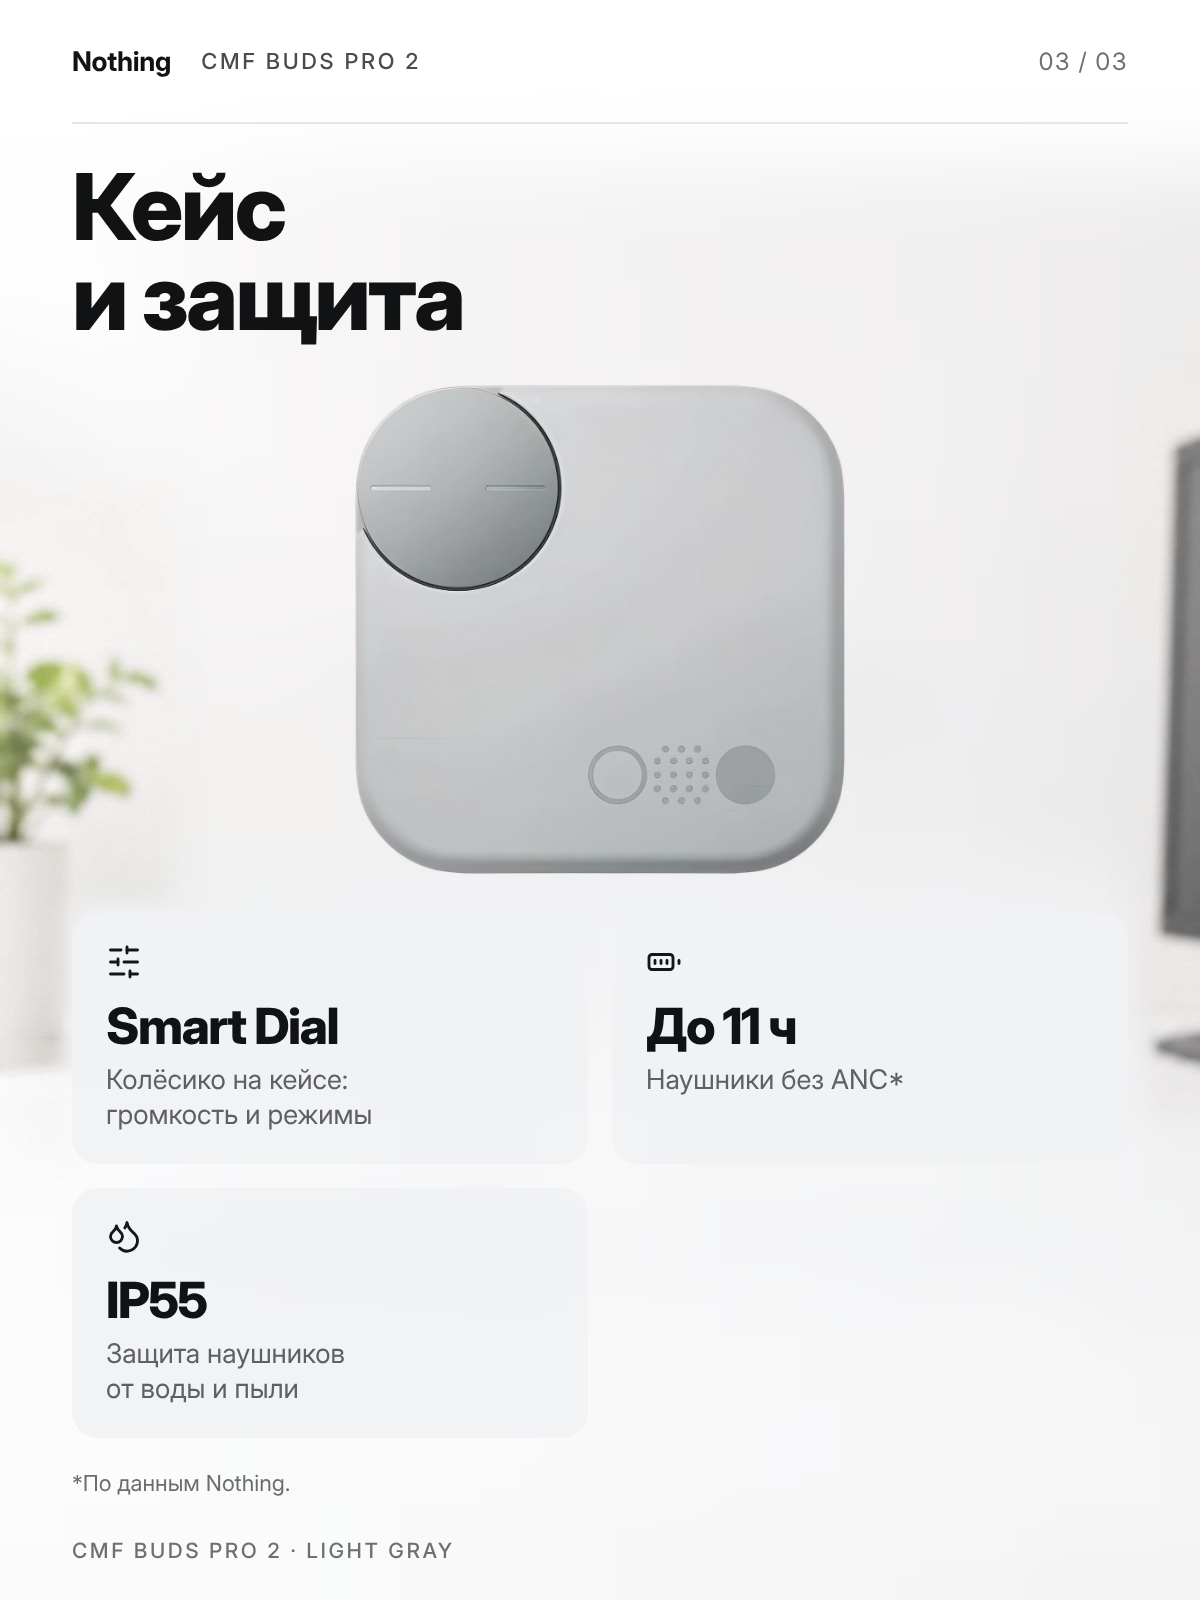 Nothing CMF BUDS PRO 2 03 / 03
Кейс
и защита
Smart Dial
Колёсико на кейсе:
громкость и режимы
До 11 ч
Наушники без ANC*
IP55
Защита наушников
от воды и пыли
*По данным Nothing.
CMF BUDS PRO 2 · LIGHT GRAY